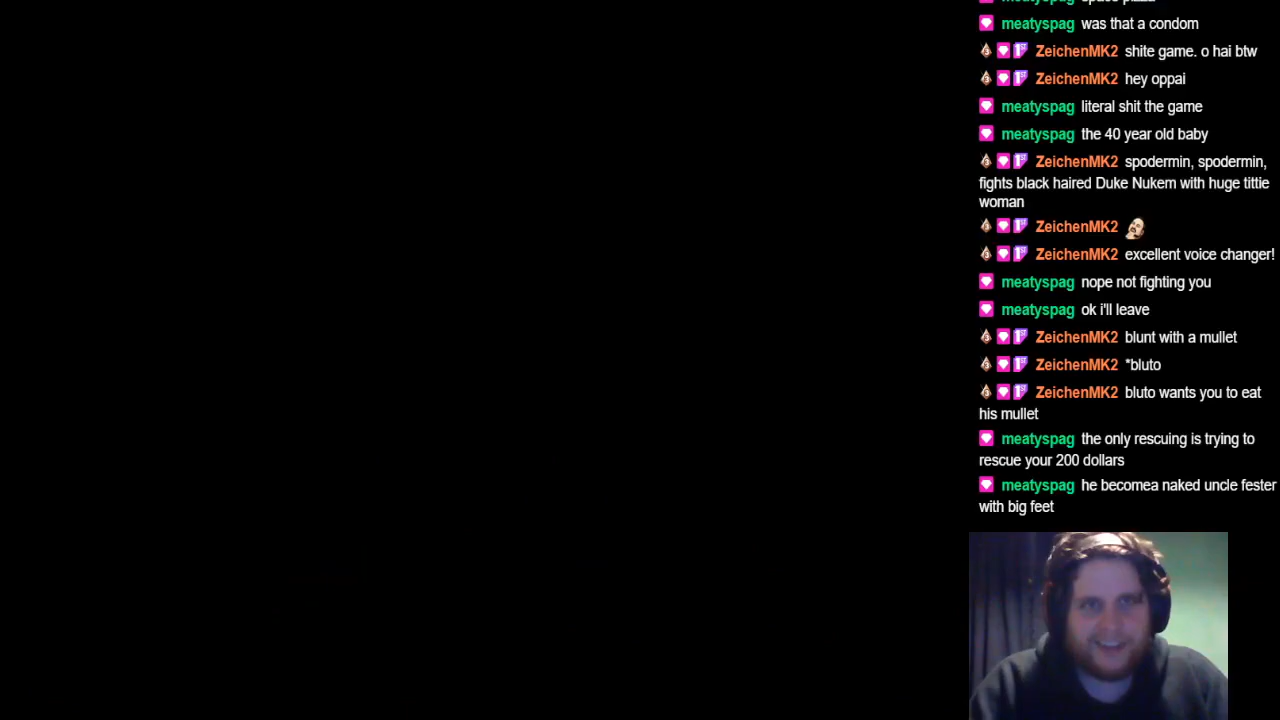 meatyspag space pizza
meatyspag was that a condom
ZeichenMK2 shite game. o hai btw
ZeichenMK2 hey oppai
meatyspag literal shit the game
meatyspag the 40 year old baby
ZeichenMK2 spodermin, spodermin,
fights black haired Duke Nukem with huge tittie
woman
ZeichenMK2
ZeichenMK2 excellent voice changer!
meatyspag nope not fighting you
meatyspag ok i'll leave
ZeichenMK2 blunt with a mullet
ZeichenMK2 *bluto
ZeichenMK2 bluto wants you to eat
his mullet
meatyspag the only rescuing is trying to
rescue your 200 dollars
meatyspag he becomea naked uncle fester
with big feet